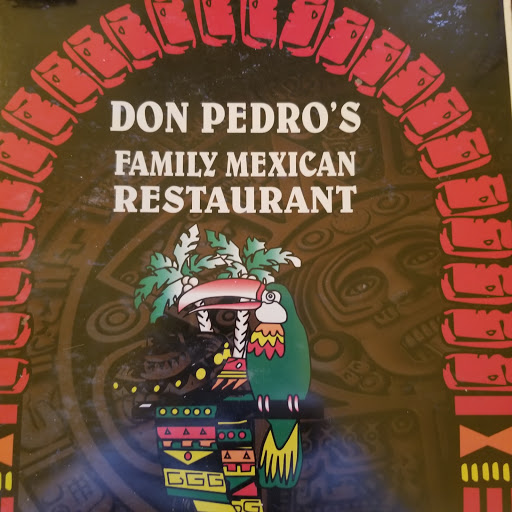 DON PEDRO'S
FAMILY MEXICAN
RESTAURANT